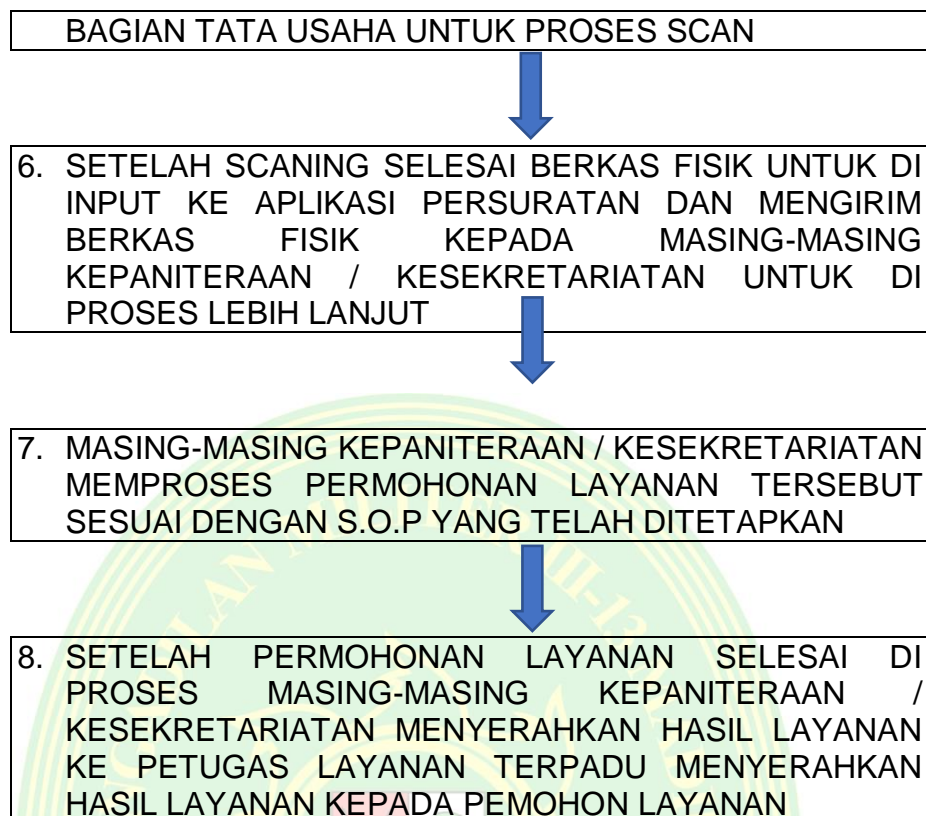 BAGIAN TATA USAHA UNTUK PROSES SCAN
6. SETELAH SCANING SELESAI BERKAS FISIK UNTUK DI
INPUT KE APLIKASI PERSURATAN DAN MENGIRIM
BERKAS FISIK KEPADA MASING-MASING
KEPANITERAAN / KESEKRETARIATAN UNTUK DI
PROSES LEBIH LANJUT
7. MASING-MASING KEPANITERAAN / KESEKRETARIATAN
MEMPROSES PERMOHONAN LAYANAN TERSEBUT
SESUAI DENGAN S.O.P YANG TELAH DITETAPKAN
8. SETELAH PERMOHONAN LAYANAN SELESAI DI
PROSES MASING-MASING KEPANITERAAN /
KESEKRETARIATAN MENYERAHKAN HASIL LAYANAN
KE PETUGAS LAYANAN TERPADU MENYERAHKAN
HASIL LAYANAN KEPADA PEMOHON LAYANAN